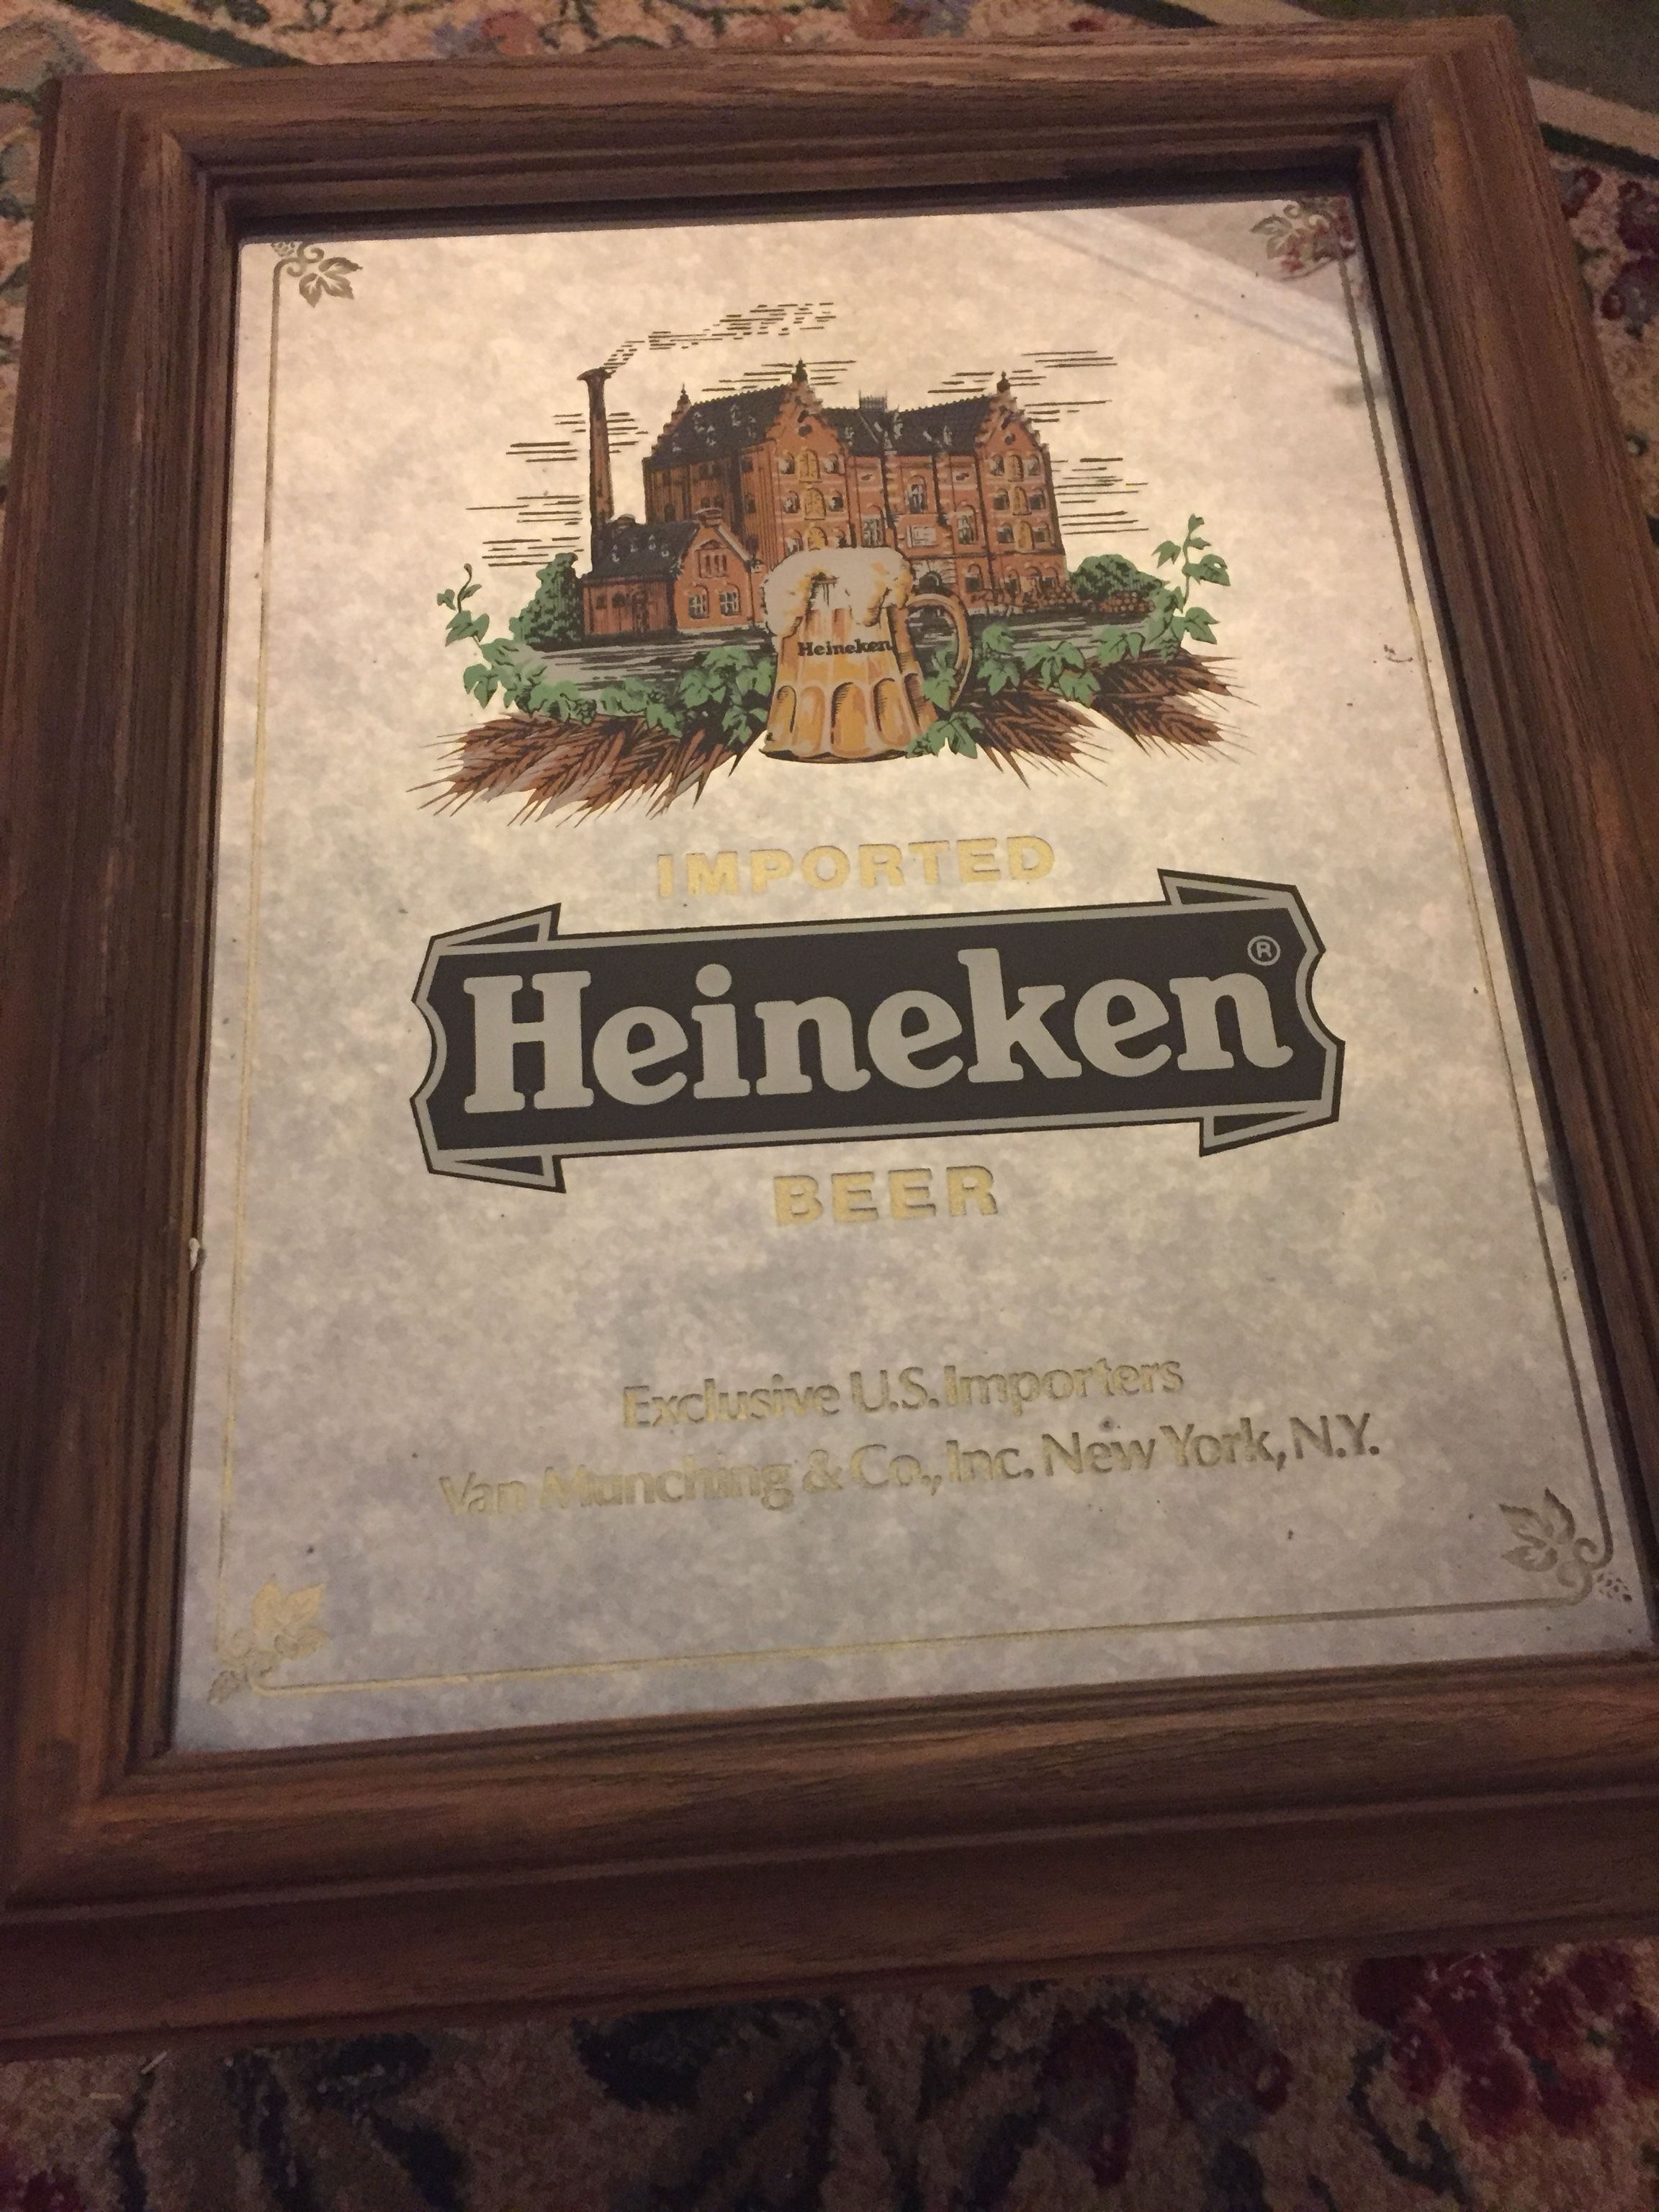 Heineken
IMPORTED
Heineken®
BEER
Exclusive U.S. Importers
Van Munching & Co., Inc. New York, N.Y.